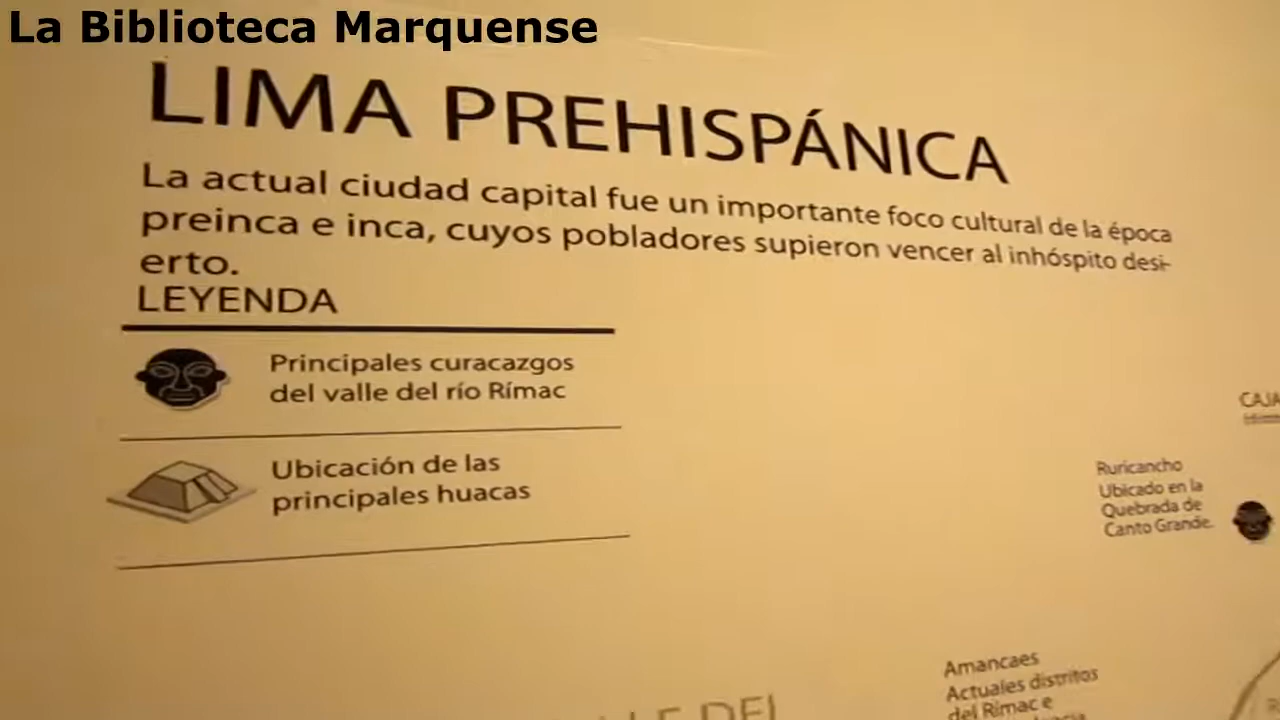 La Biblioteca Marquense
LIMA PREHISPÁNICA
La actual ciudad capital fue un importante foco cultural de la época
preinca e inca, cuyos pobladores supieron vencer al inhóspito desi-
erto.
LEYENDA
Principales curacazgos
del valle del río Rímac
Ubicación de las
principales huacas
CAJA
Ruricancho
Ubicado en la
Quebrada de
Canto Grande.
Amancaes
Actuales distritos
del Rímac e
DEL